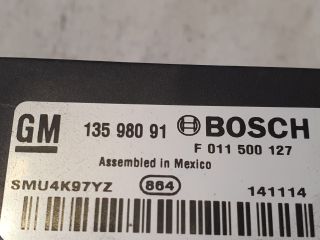 GM 135 980 91 BOSCH
F 011 500 127
Assembled in Mexico
SMU4K97YZ 864 141114